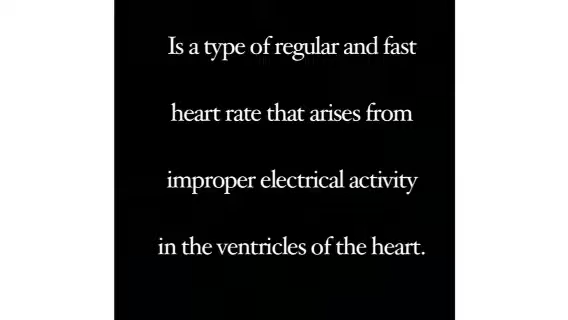 Is a type of regular and fast
heart rate that arises from
improper electrical activity
in the ventricles of the heart.